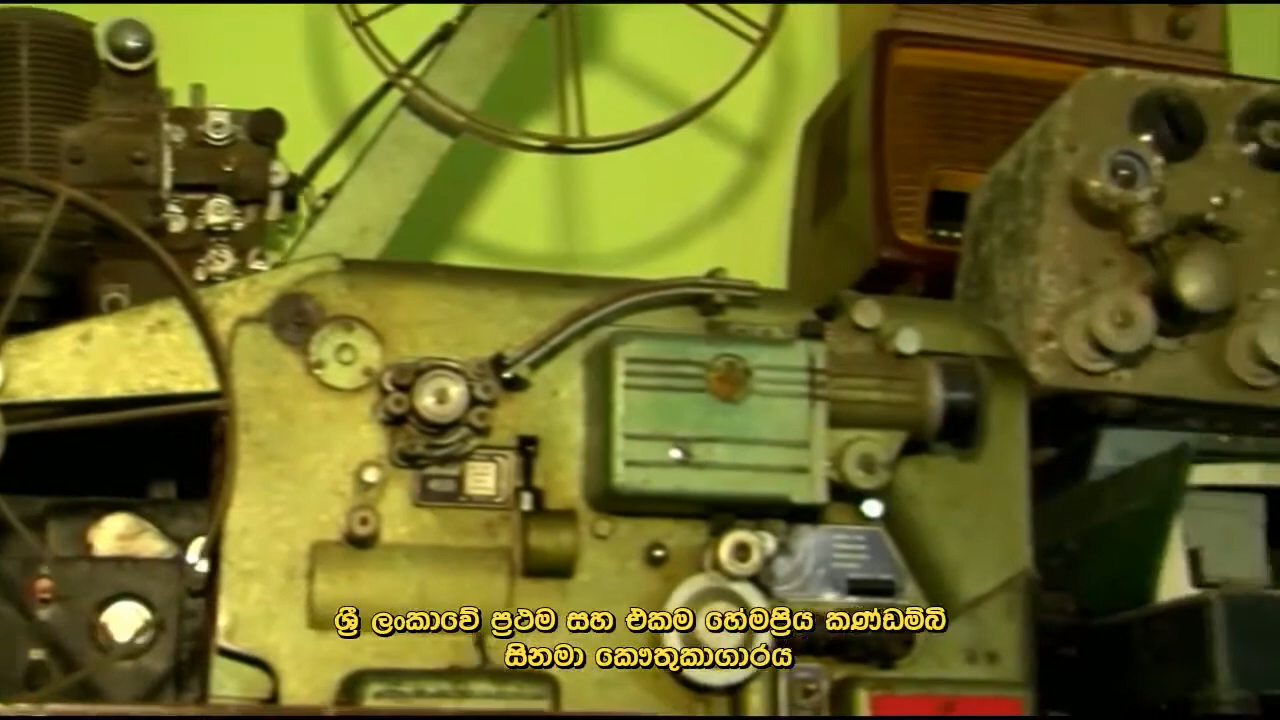 ශ්‍රී ලංකාවේ ප්‍රථම සහ එකම හේමප්‍රිය කණ්ඩම්බි
සිනමා කෞතුකාගාරය